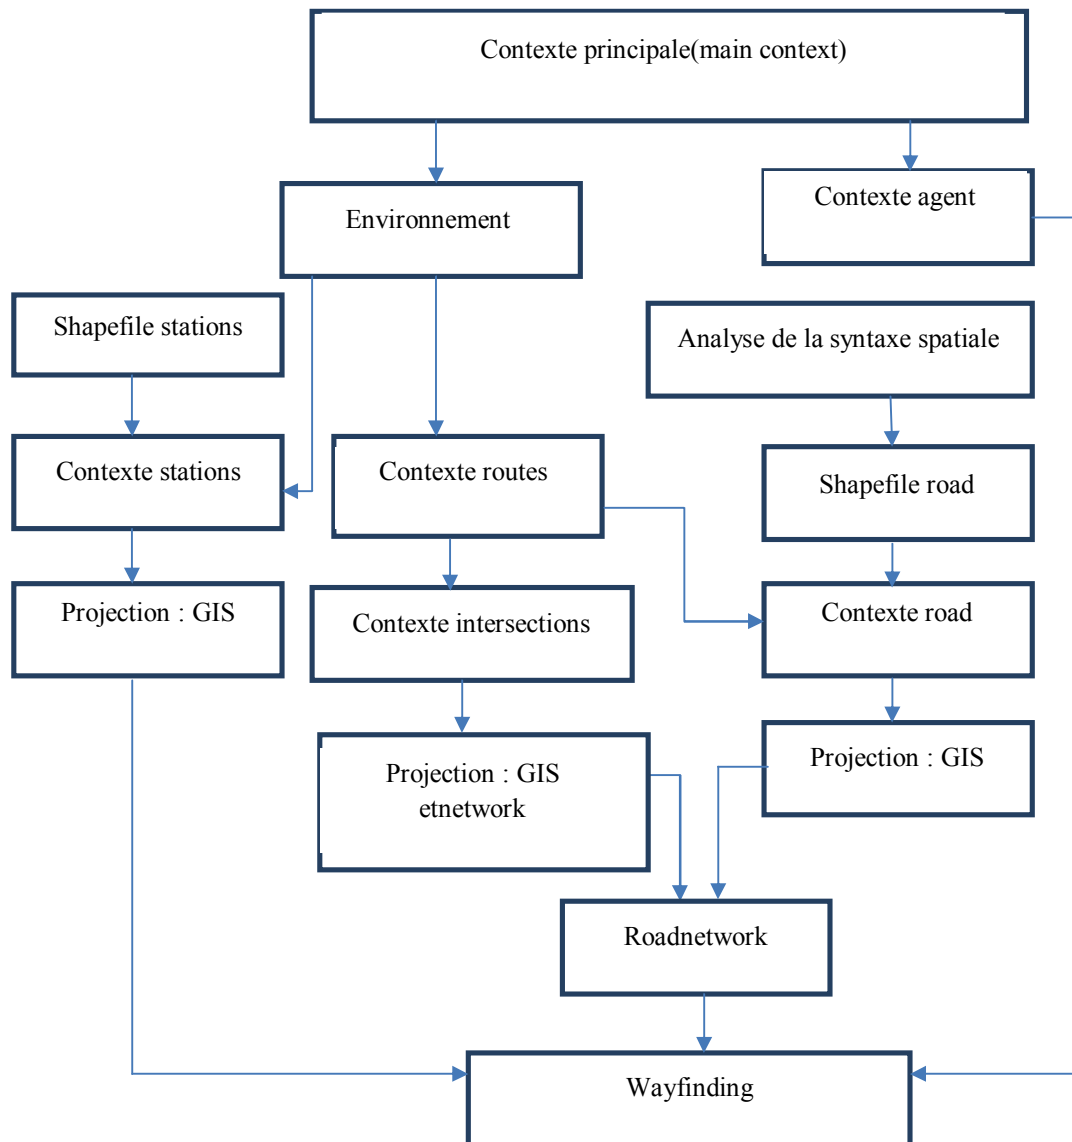 Contexte principale(main context)
Contexte agent
Environnement
Shapefile stations
Analyse de la syntaxe spatiale
Contexte stations
Contexte routes
Shapefile road
Projection : GIS
Contexte intersections
Contexte road
Projection : GIS
etnetwork
Projection : GIS
Roadnetwork
Wayfinding